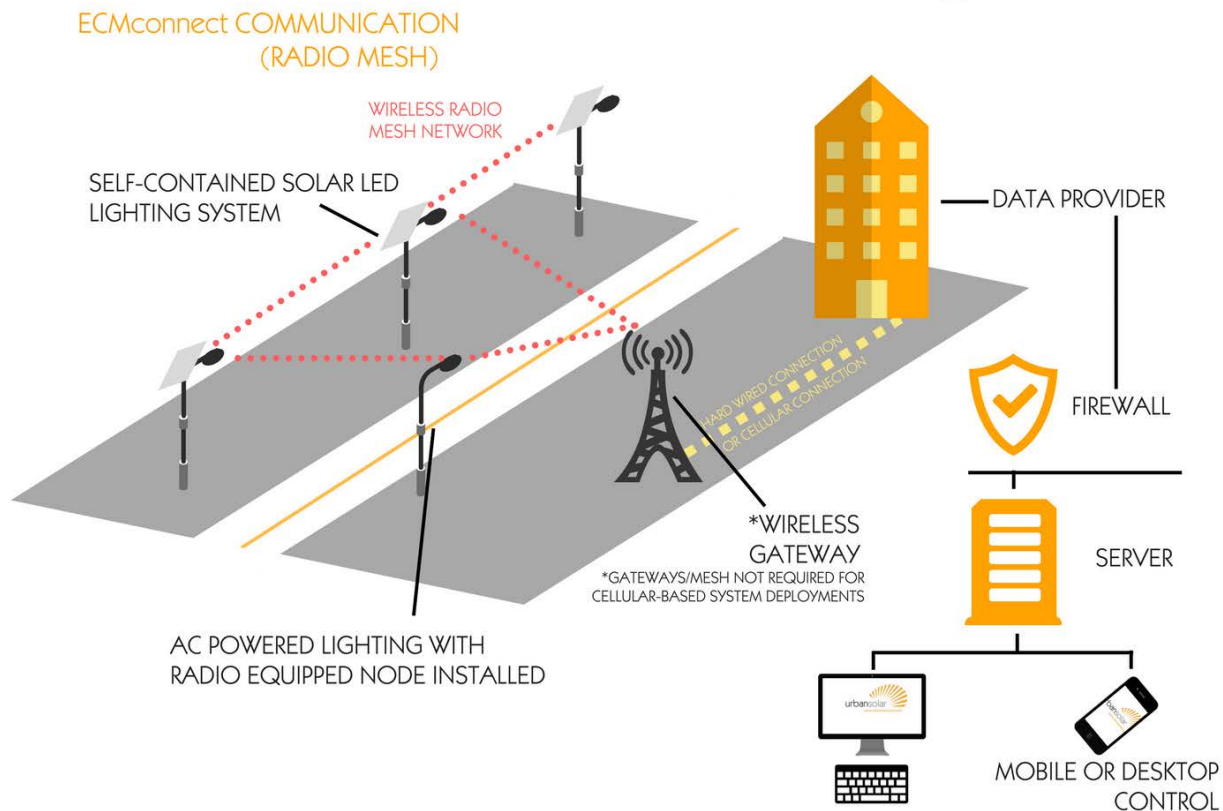 ECMconnect COMMUNICATION
(RADIO MESH)
WIRELESS RADIO
MESH NETWORK
SELF-CONTAINED SOLAR LED
LIGHTING SYSTEM
DATA PROVIDER
HARD WIRED CONNECTION
OR CELLULAR CONNECTION
FIREWALL
*WIRELESS
GATEWAY
*GATEWAYS/MESH NOT REQUIRED FOR
CELLULAR-BASED SYSTEM DEPLOYMENTS
SERVER
AC POWERED LIGHTING WITH
RADIO EQUIPPED NODE INSTALLED
urbansolar
urbansolar
MOBILE OR DESKTOP
CONTROL